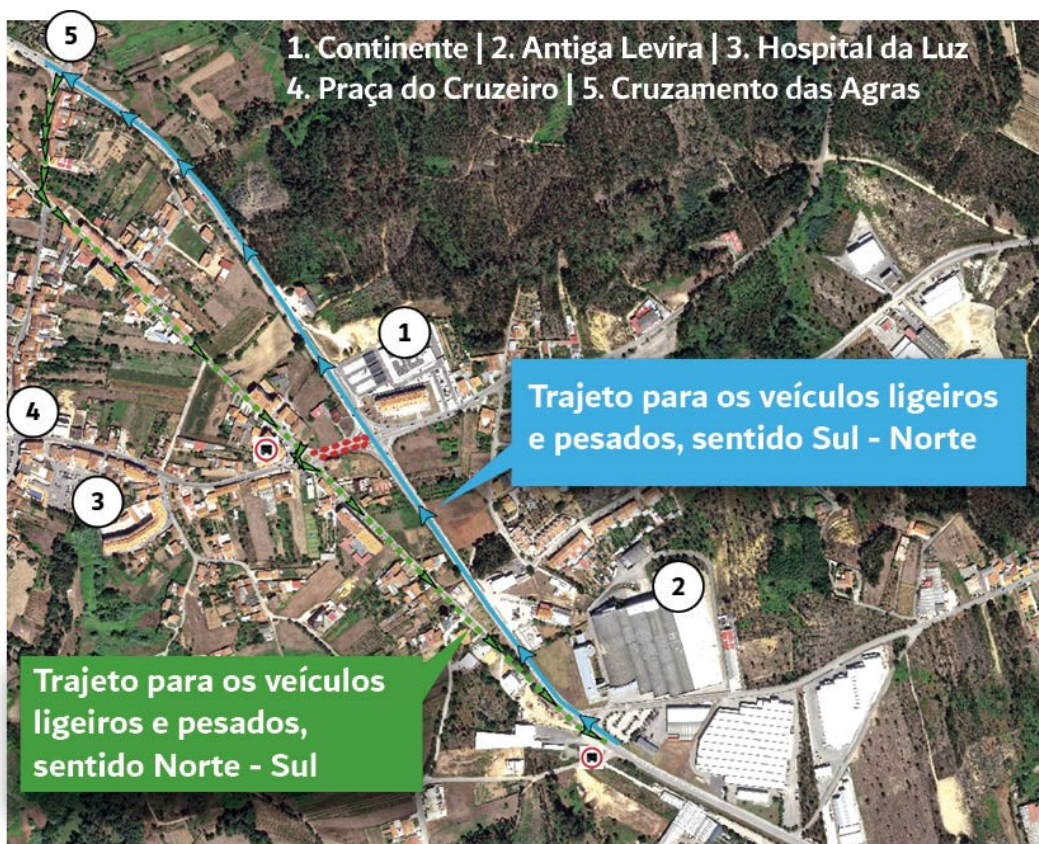 5
1. Continente | 2. Antiga Levira | 3. Hospital da Luz
4. Praça do Cruzeiro | 5. Cruzamento das Agras
1
Trajeto para os veículos ligeiros
e pesados, sentido Sul - Norte
4
3
2
Trajeto para os veículos
ligeiros e pesados,
sentido Norte - Sul